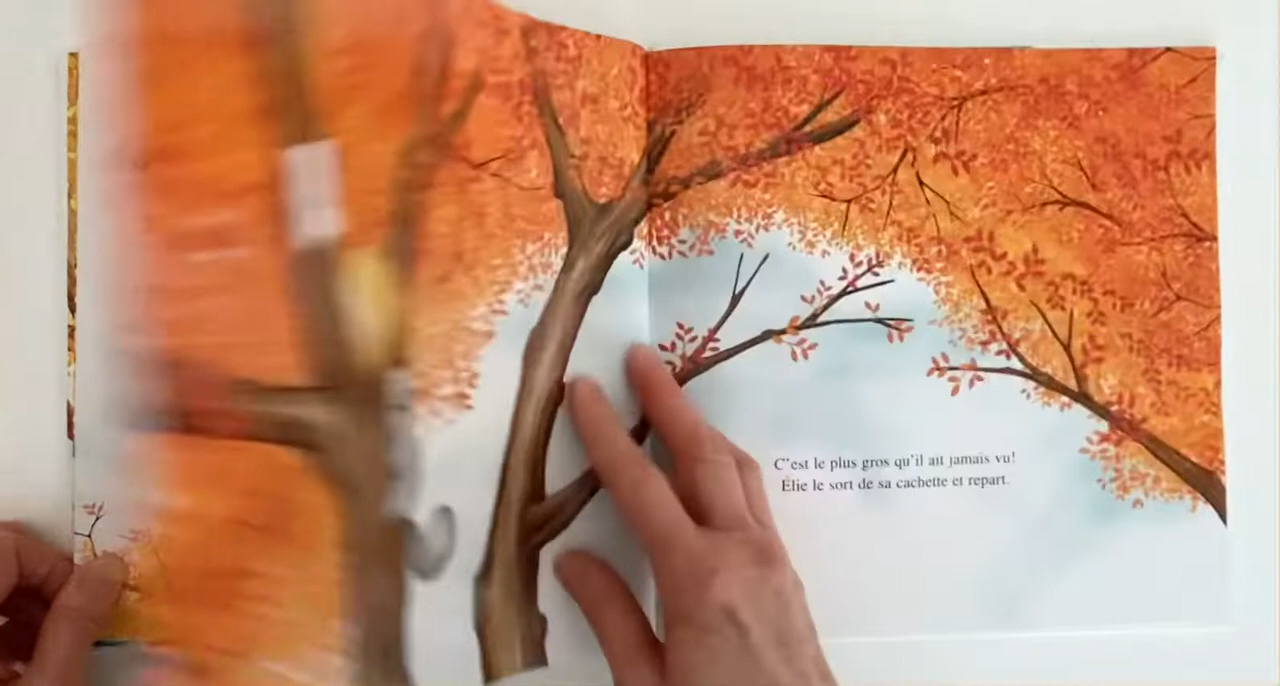 C'est le plus gros qu'il ait jamais vu!
Élie le sort de sa cachette et repart.